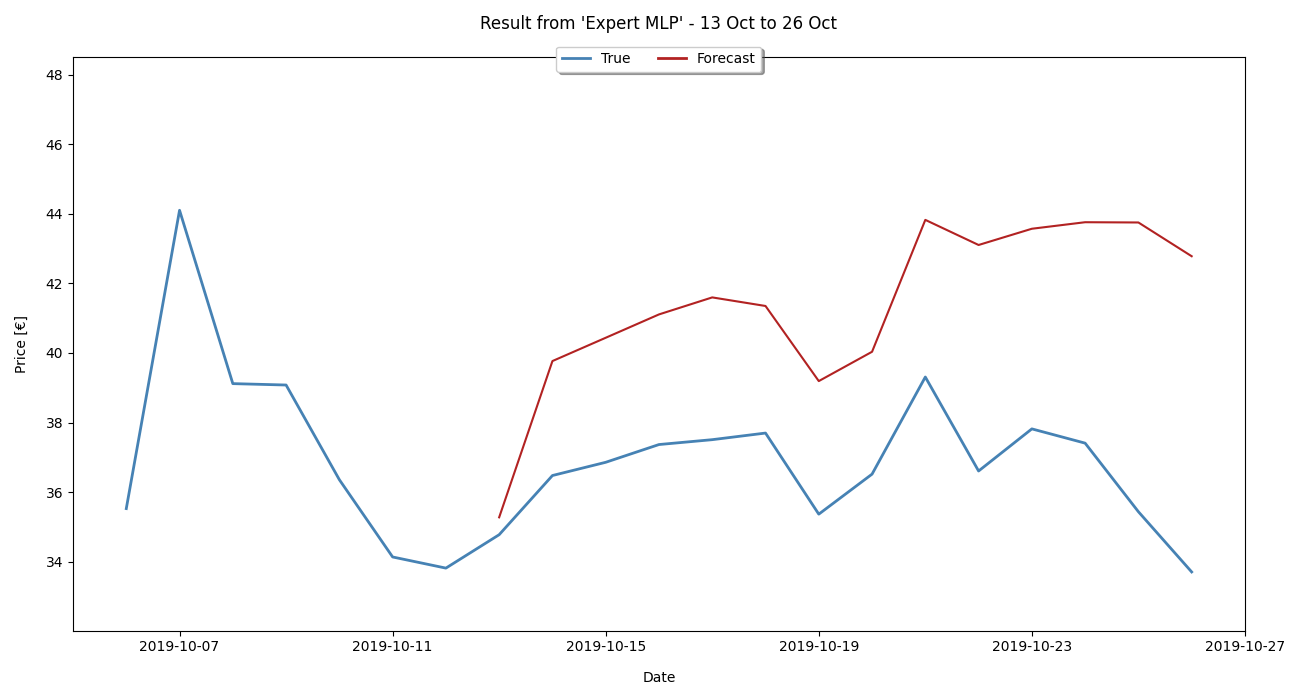 Result from 'Expert MLP' - 13 Oct to 26 Oct
True Forecast
48
46
44
42
40
38
36
34
Price [€]
2019-10-07 2019-10-11 2019-10-15 2019-10-19 2019-10-23 2019-10-27
Date